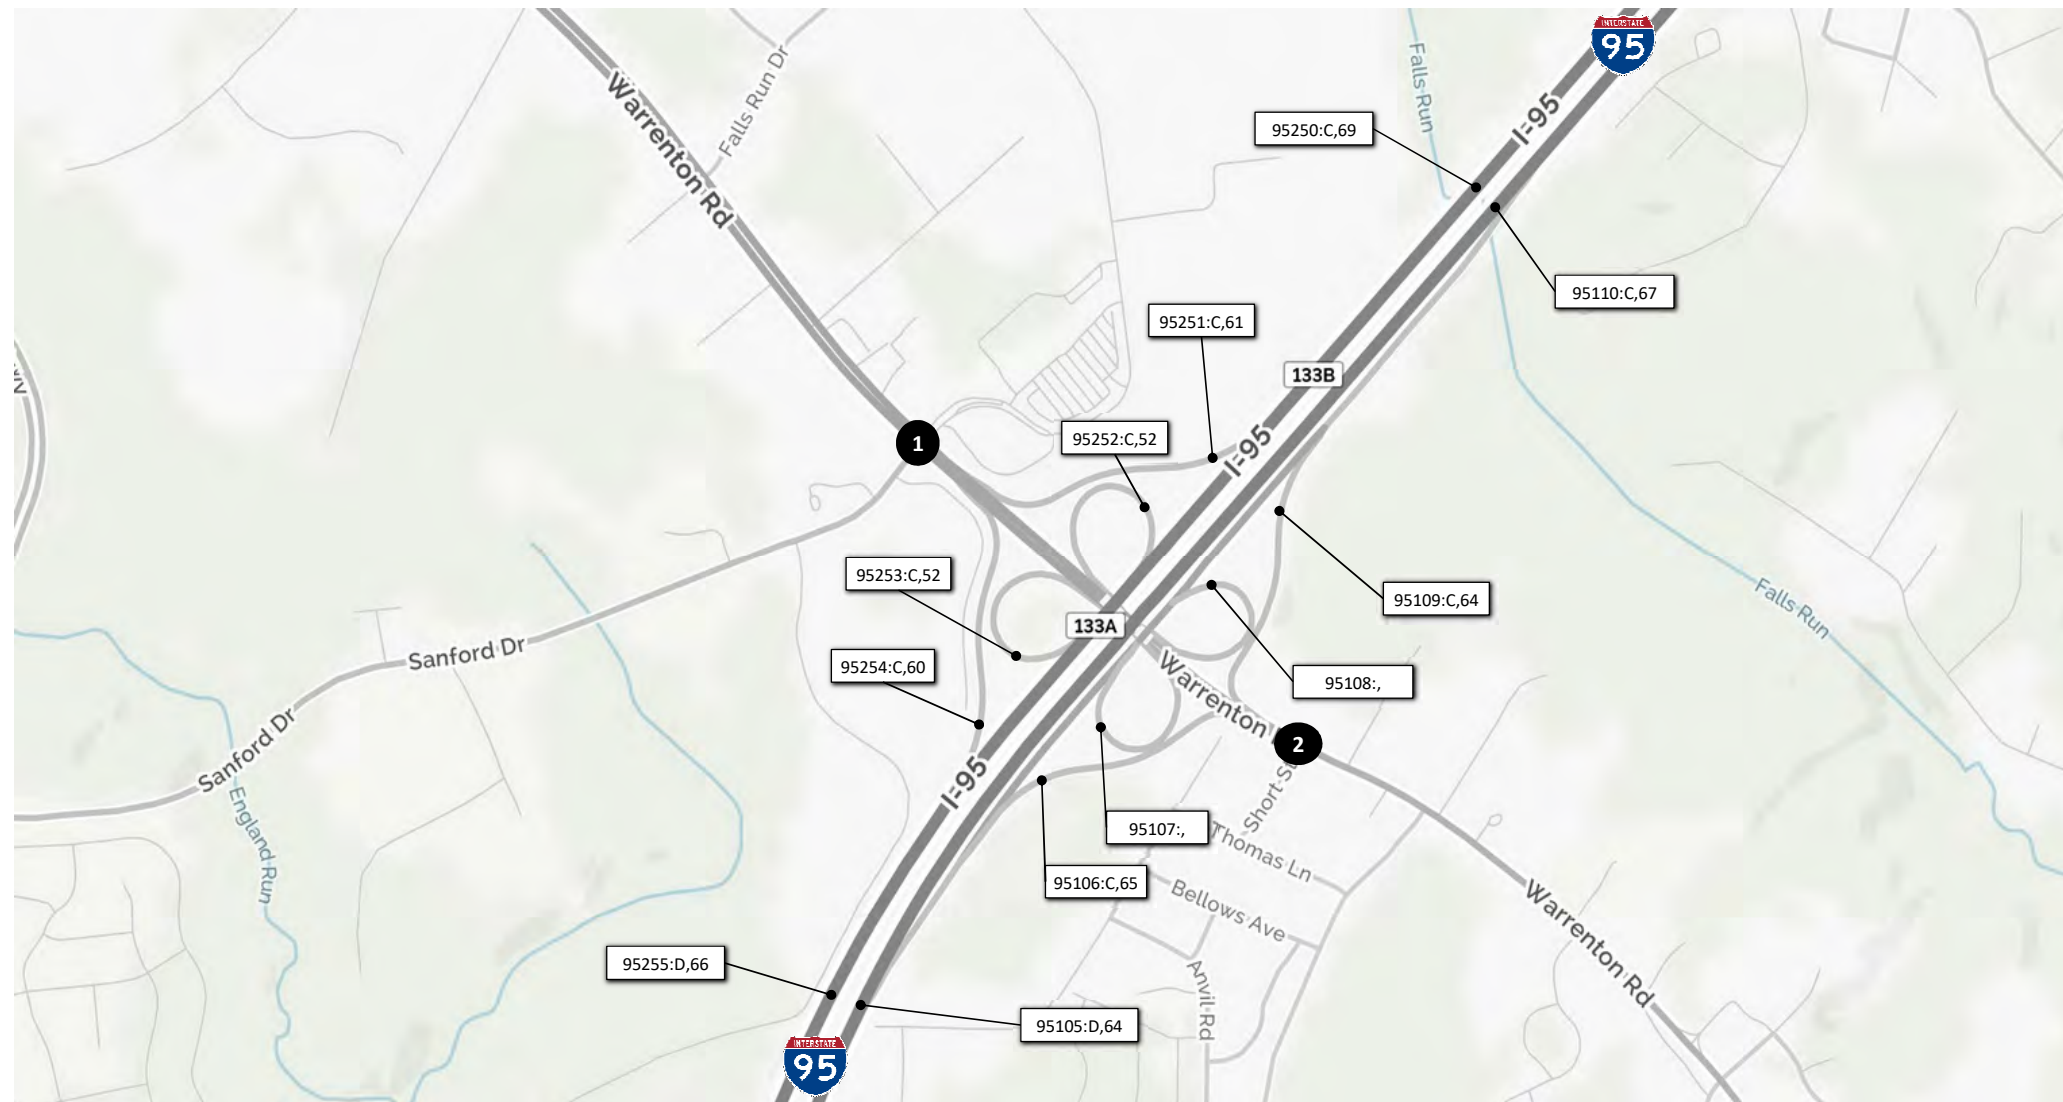 INTERSTATE
95
I-95
Falls Run
Falls Run Dr
Warrenton Rd
95250:C,69
95110:C,67
95251:C,61
133B
1
95252:C,52
I-95
95253:C,52
95109:C,64
133A
Sanford Dr
95254:C,60
95108:,
Falls Run
Warrenton
2
Sanford Dr
I-95
Short St
England Run
95107:,
Thomas Ln
95106:C,65
Bellows Ave
Warrenton Rd
95255:D,66
Anvil Rd
95105:D,64
INTERSTATE
95